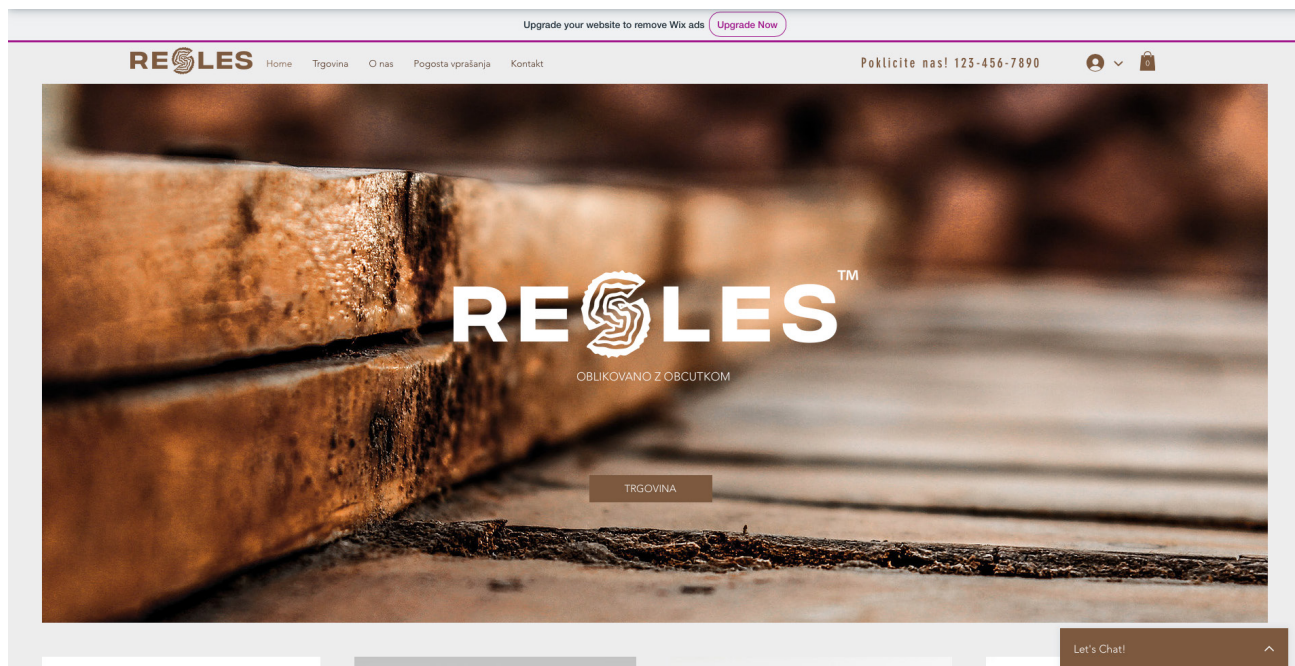 Upgrade your website to remove Wix ads Upgrade Now
RESLES Home Trgovina O nas Pogosta vprašanja Kontakt Poklicite nas! 123-456-7890 0
RESLES™
OBLIKOVANO Z OBCUTKOM
TRGOVINA
Let's Chat!